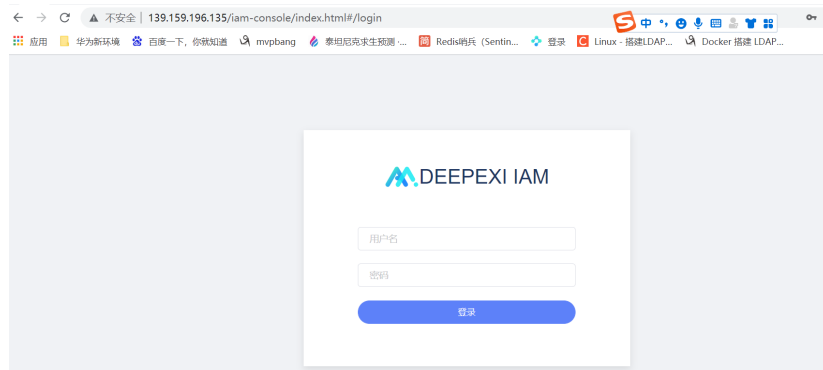 不安全 139.159.196.135/iam-console/index.html#/login 中
应用 华为新环境 百度一下，你就知道 mvpbang 泰坦尼克求生预测 -... 简 Redis哨兵（Sentin... 登录 C Linux - 搭建LDAP... Docker 搭建 LDAP...
DEEPEXI IAM
用户名
密码
登录